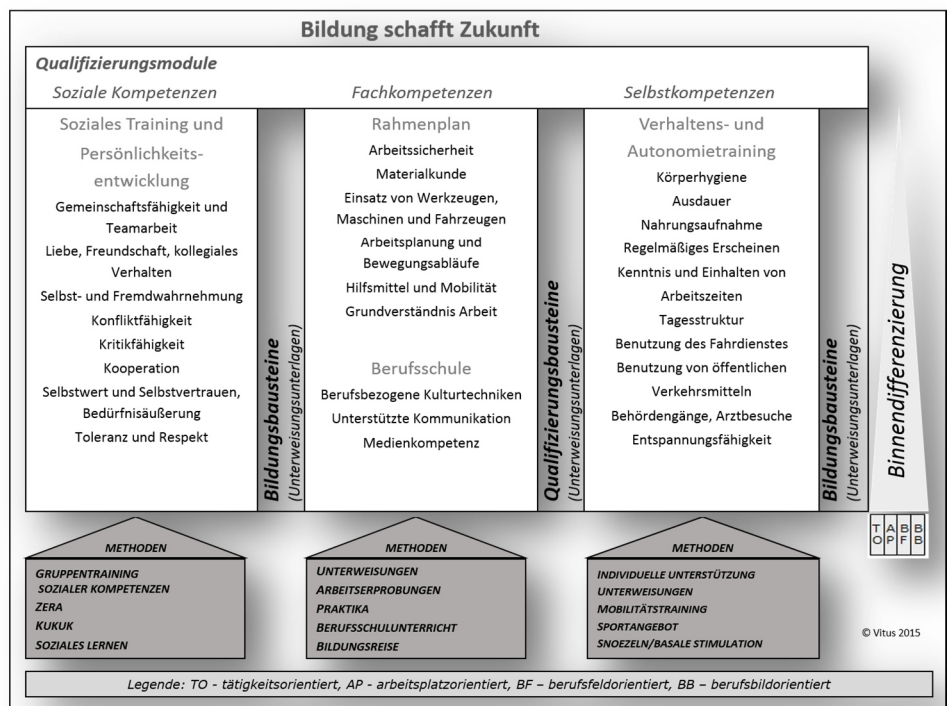 Bildung schafft Zukunft
Qualifizierungsmodule
Soziale Kompetenzen
Soziales Training und
Persönlichkeits-
entwicklung
Gemeinschaftsfähigkeit und
Teamarbeit
Liebe, Freundschaft, kollegiales
Verhalten
Selbst- und Fremdwahrnehmung
Konfliktfähigkeit
Kritikfähigkeit
Kooperation
Selbstwert und Selbstvertrauen,
Bedürfnisäußerung
Toleranz und Respekt
Bildungsbausteine
(Unterweisungsunterlagen)
Fachkompetenzen
Rahmenplan
Arbeitssicherheit
Materialkunde
Einsatz von Werkzeugen,
Maschinen und Fahrzeugen
Arbeitsplanung und
Bewegungsabläufe
Hilfsmittel und Mobilität
Grundverständnis Arbeit
Berufsschule
Berufsbezogene Kulturtechniken
Unterstützte Kommunikation
Medienkompetenz
Qualifizierungsbausteine
(Unterweisungsunterlagen)
Selbstkompetenzen
Verhaltens- und
Autonomietraining
Körperhygiene
Ausdauer
Nahrungsaufnahme
Regelmäßiges Erscheinen
Kenntnis und Einhalten von
Arbeitszeiten
Tagesstruktur
Benutzung des Fahrdienstes
Benutzung von öffentlichen
Verkehrsmitteln
Behördengänge, Arztbesuche
Entspannungsfähigkeit
Bildungsbausteine
(Unterweisungsunterlagen)
Binnendifferenzierung
TO AP BF BB
METHODEN
GRUPPENTRAINING
SOZIALER KOMPETENZEN
ZERA
KUKUK
SOZIALES LERNEN
METHODEN
UNTERWEISUNGEN
ARBEITSERPROBUNGEN
PRAKTIKA
BERUFSSCHULUNTERRICHT
BILDUNGSREISE
METHODEN
INDIVIDUELLE UNTERSTÜTZUNG
UNTERWEISUNGEN
MOBILITÄTSTRAINING
SPORTANGEBOT
SNOEZELN/BASALE STIMULATION
© Vitus 2015
Legende: TO - tätigkeitsorientiert, AP - arbeitsplatzorientiert, BF – berufsfeldorientiert, BB – berufsbildorientiert